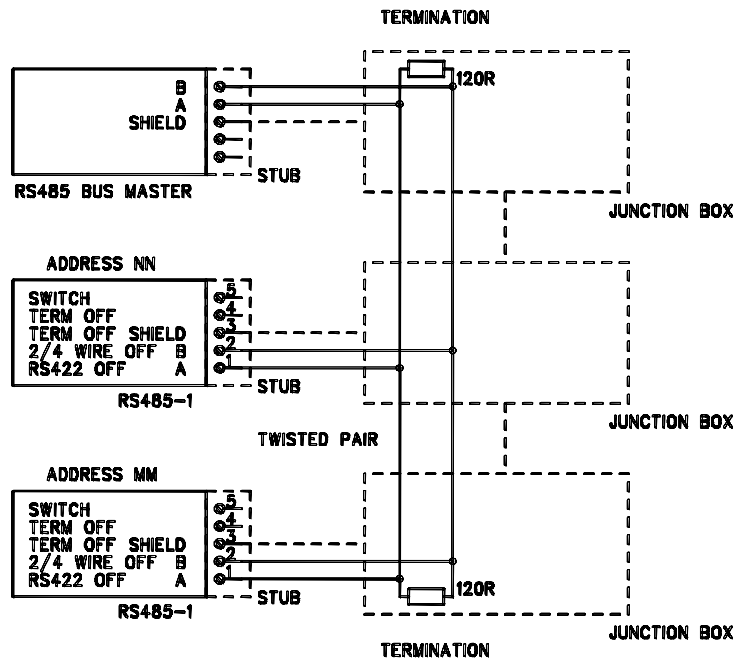 TERMINATION
120R
B
A
SHIELD
STUB
RS485 BUS MASTER
JUNCTION BOX
ADDRESS NN
SWITCH 5
TERM OFF 4
TERM OFF SHIELD 3
2/4 WIRE OFF B 2
RS422 OFF A 1
STUB
RS485-1
JUNCTION BOX
TWISTED PAIR
ADDRESS MM
SWITCH 5
TERM OFF 4
TERM OFF SHIELD 3
2/4 WIRE OFF B 2
RS422 OFF A 1
120R
STUB
RS485-1
JUNCTION BOX
TERMINATION